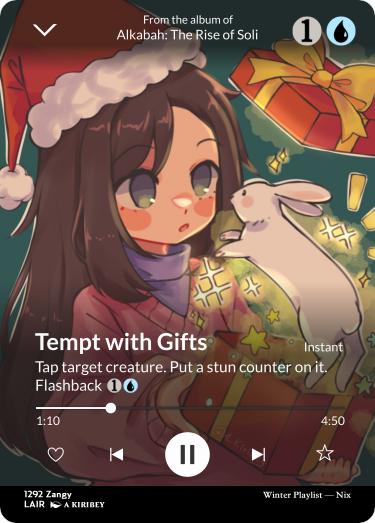 From the album of
Alkabah: The Rise of Soli
1
Tempt with Gifts
Instant
Tap target creature. Put a stun counter on it.
Flashback 1
1:10
4:50
1292 Zangy
LAIR A KIRIBEY
Winter Playlist — Nix